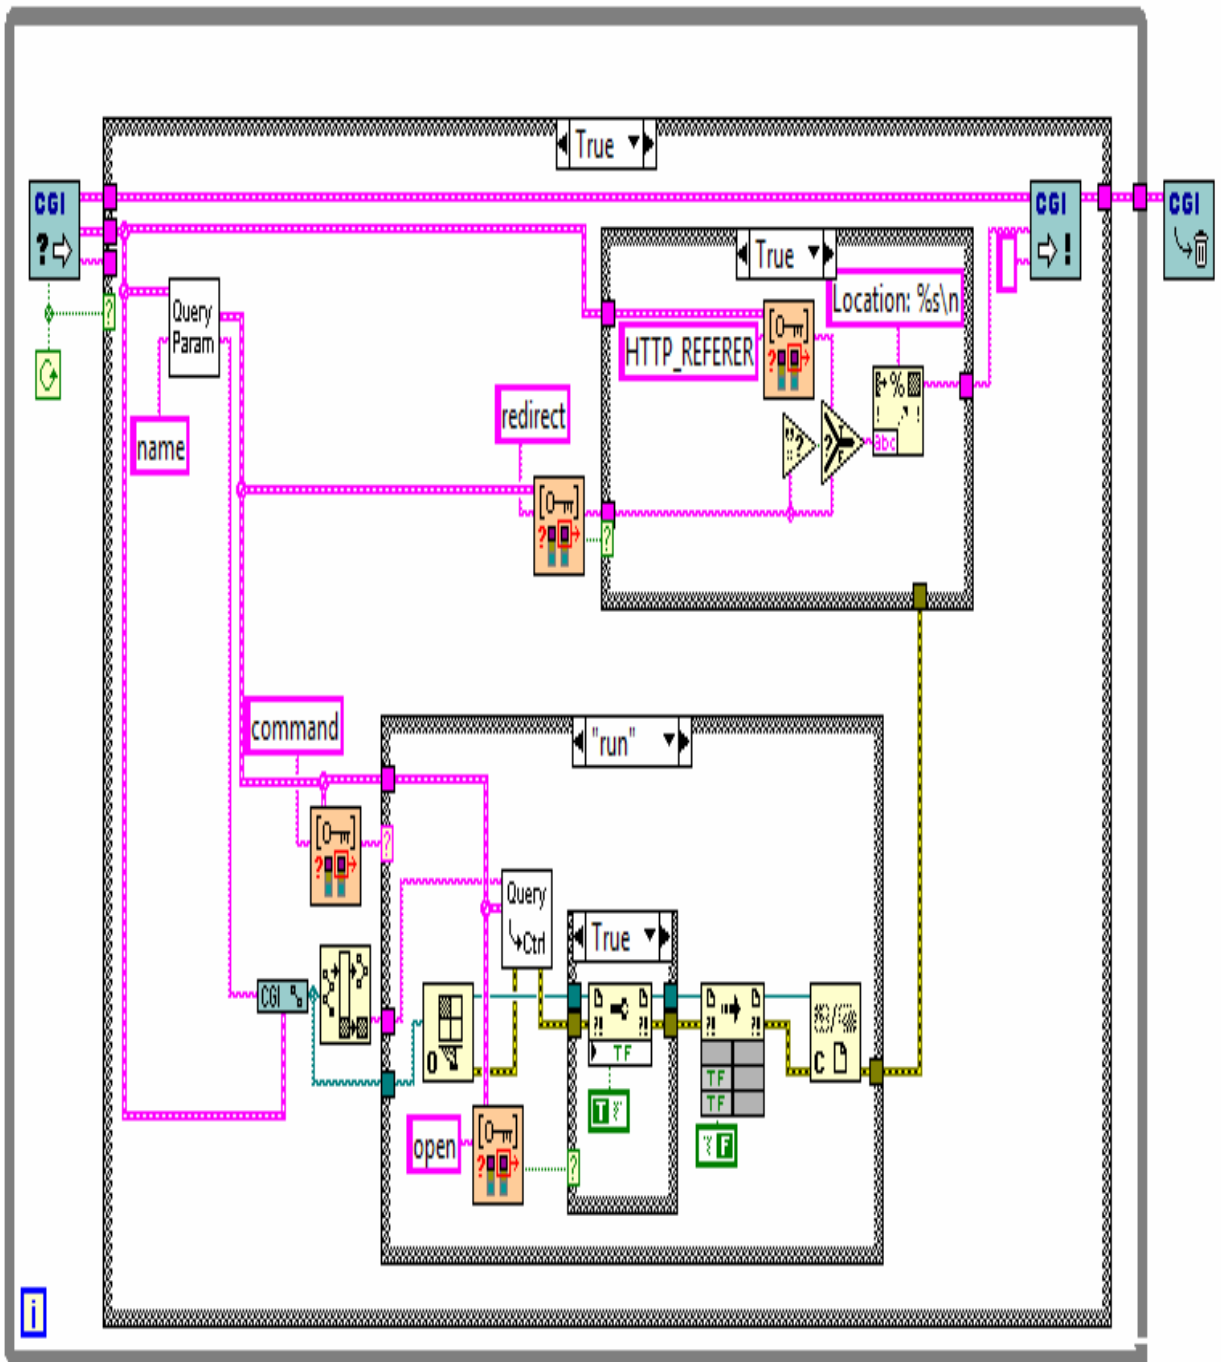 True
CGI
?
CGI
!
CGI
True
Location: %s\n
?
Query
Param
HTTP_REFERER
?
%
name
redirect
?
?
abc
?
?
command
"run"
?
?
Query
Ctrl
True
CGI
0
?!
?!
?!
?!
TF
C
TF
TF
T
F
open
?
?
i